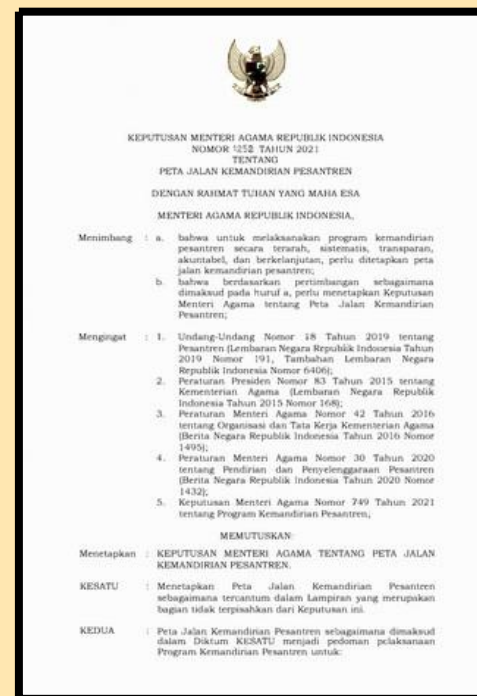 KEPUTUSAN MENTERI AGAMA REPUBLIK INDONESIA
NOMOR 1252 TAHUN 2021
TENTANG
PETA JALAN KEMANDIRIAN PESANTREN
DENGAN RAHMAT TUHAN YANG MAHA ESA
MENTERI AGAMA REPUBLIK INDONESIA,
Menimbang : a. bahwa untuk melaksanakan program kemandirian
pesantren secara terarah, sistematis, transparan,
akuntabel, dan berkelanjutan, perlu ditetapkan peta
jalan kemandirian pesantren;
b. bahwa berdasarkan pertimbangan sebagaimana
dimaksud pada huruf a, perlu menetapkan Keputusan
Menteri Agama tentang Peta Jalan Kemandirian
Pesantren;
Mengingat : 1. Undang-Undang Nomor 18 Tahun 2019 tentang
Pesantren (Lembaran Negara Republik Indonesia Tahun
2019 Nomor 191, Tambahan Lembaran Negara
Republik Indonesia Nomor 6406);
2. Peraturan Presiden Nomor 83 Tahun 2015 tentang
Kementerian Agama (Lembaran Negara Republik
Indonesia Tahun 2015 Nomor 168);
3. Peraturan Menteri Agama Nomor 42 Tahun 2016
tentang Organisasi dan Tata Kerja Kementerian Agama
(Berita Negara Republik Indonesia Tahun 2016 Nomor
1495);
4. Peraturan Menteri Agama Nomor 30 Tahun 2020
tentang Pendirian dan Penyelenggaraan Pesantren
(Berita Negara Republik Indonesia Tahun 2020 Nomor
1432);
5. Keputusan Menteri Agama Nomor 749 Tahun 2021
tentang Program Kemandirian Pesantren;
MEMUTUSKAN:
Menetapkan : KEPUTUSAN MENTERI AGAMA TENTANG PETA JALAN
KEMANDIRIAN PESANTREN.
KESATU : Menetapkan Peta Jalan Kemandirian Pesantren
sebagaimana tercantum dalam Lampiran yang merupakan
bagian tidak terpisahkan dari Keputusan ini.
KEDUA : Peta Jalan Kemandirian Pesantren sebagaimana dimaksud
dalam Diktum KESATU menjadi pedoman pelaksanaan
Program Kemandirian Pesantren untuk: